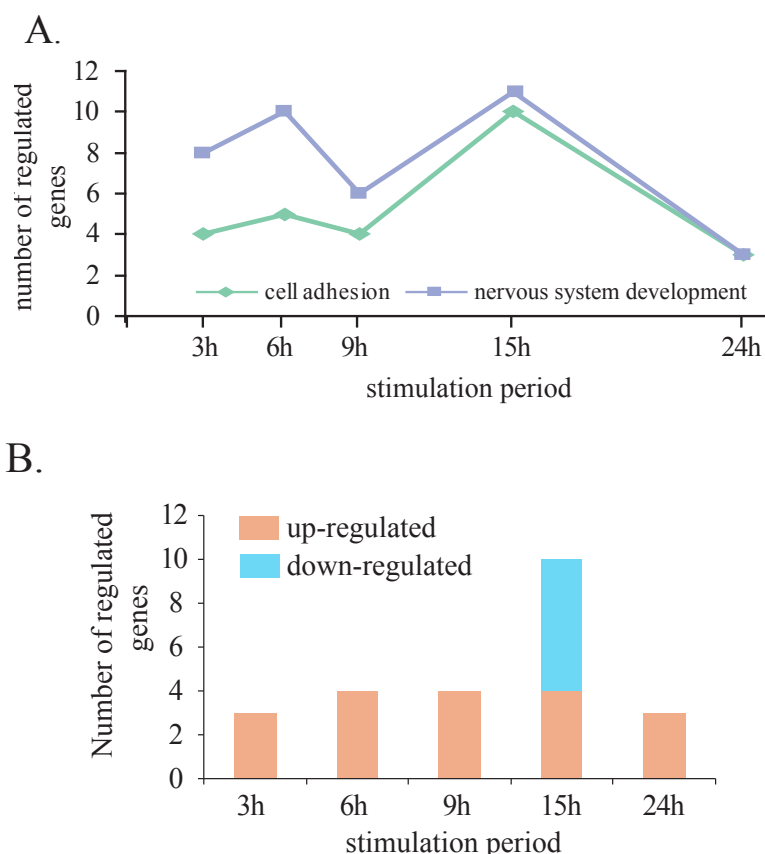 A.
number of regulated
genes
12
10
8
6
4
2
0
cell adhesion nervous system development
3h 6h 9h 15h 24h
stimulation period
B.
Number of regulated
genes
12
10
8
6
4
2
0
up-regulated
down-regulated
3h 6h 9h 15h 24h
stimulation period